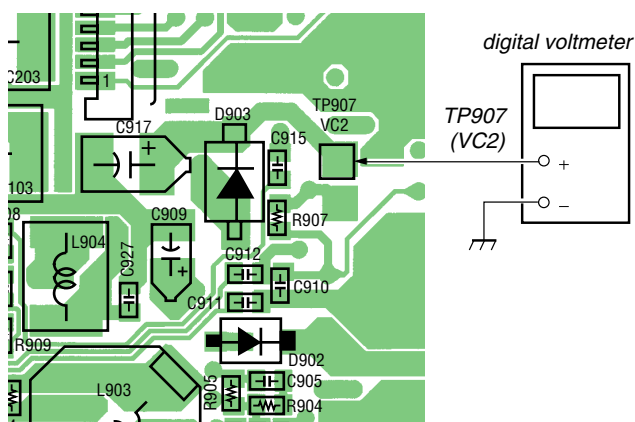 digital voltmeter
C203
1
D903
TP907
VC2
C917
C915
TP907
(VC2)
+
+
–
103
08
C909
R907
L904
C927
C912
+
C911
C910
R909
D902
L903
R905
C905
R904